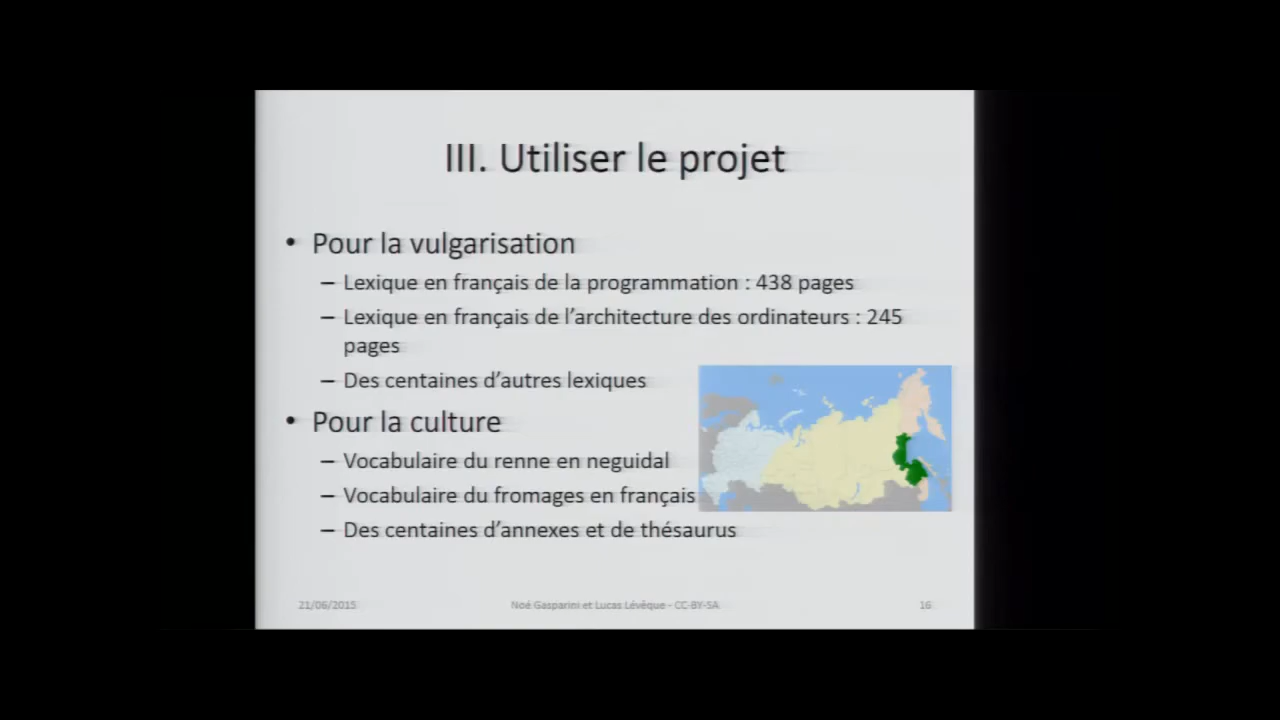 III. Utiliser le projet
• Pour la vulgarisation
– Lexique en français de la programmation : 438 pages
– Lexique en français de l’architecture des ordinateurs : 245
pages
– Des centaines d’autres lexiques
• Pour la culture
– Vocabulaire du renne en neguidal
– Vocabulaire du fromages en français
– Des centaines d’annexes et de thésaurus
21/06/2015
Noé Gasparini et Lucas Lévêque - CC-BY-SA
16